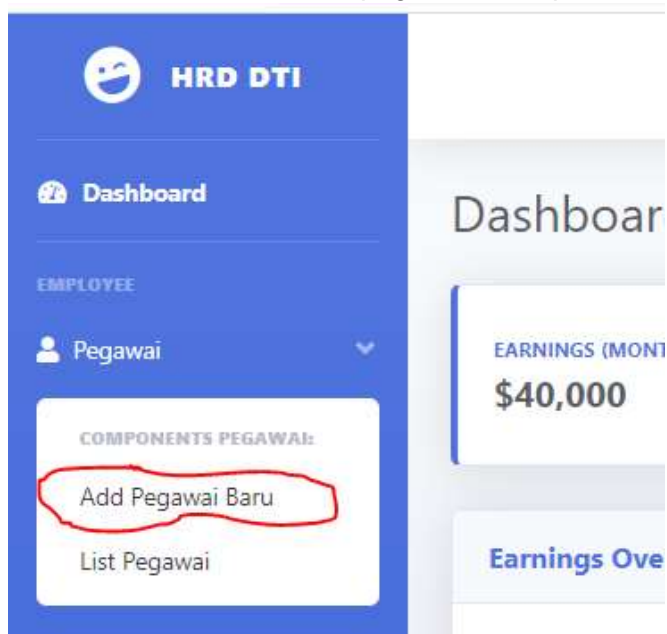 HRD DTI
Dashboard
EMPLOYEE
Pegawai
COMPONENTS PEGAWAI:
Add Pegawai Baru
List Pegawai
Dashboar
EARNINGS (MONT
$40,000
Earnings Ove